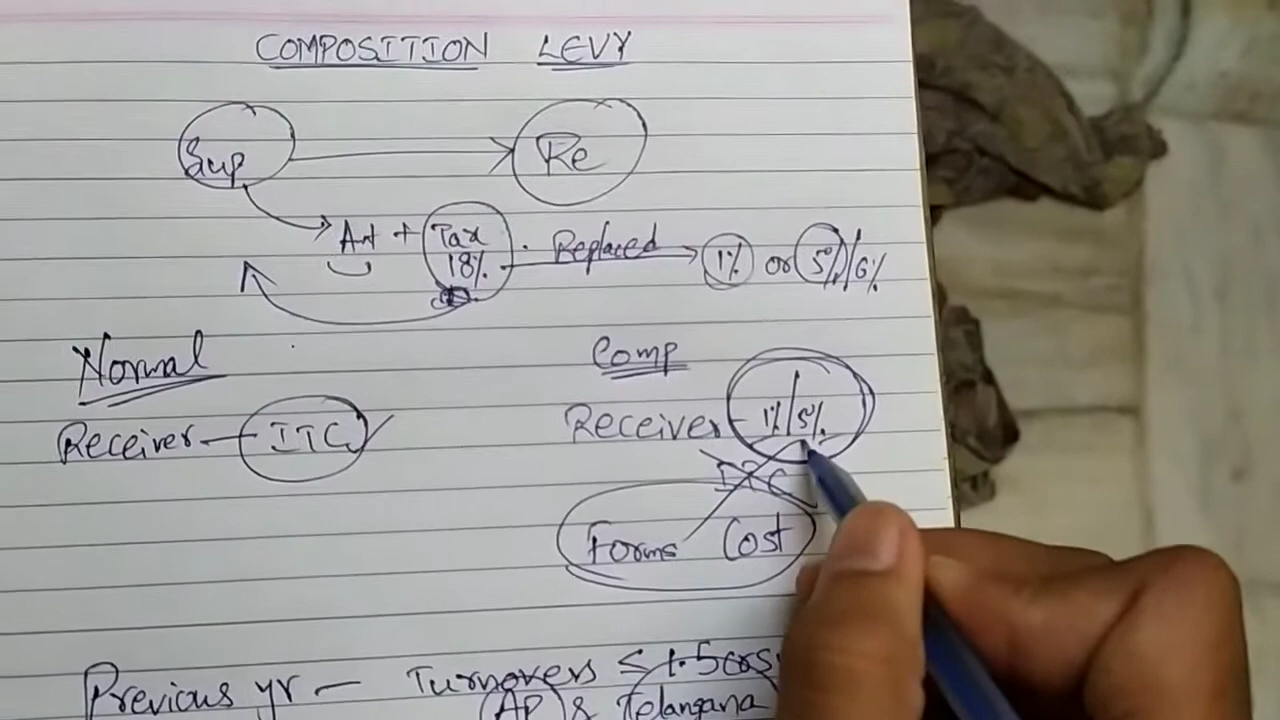 COMPOSITION LEVY
Sup Re
Amt + Tax 18% . Replaced 1% or 5%/6%
Normal Comp
Receiver ITC Receiver 1%/5%
ITC
Forms Cost
Previous yr - Turnovers ≤ 1.5crs
AP & Telangana